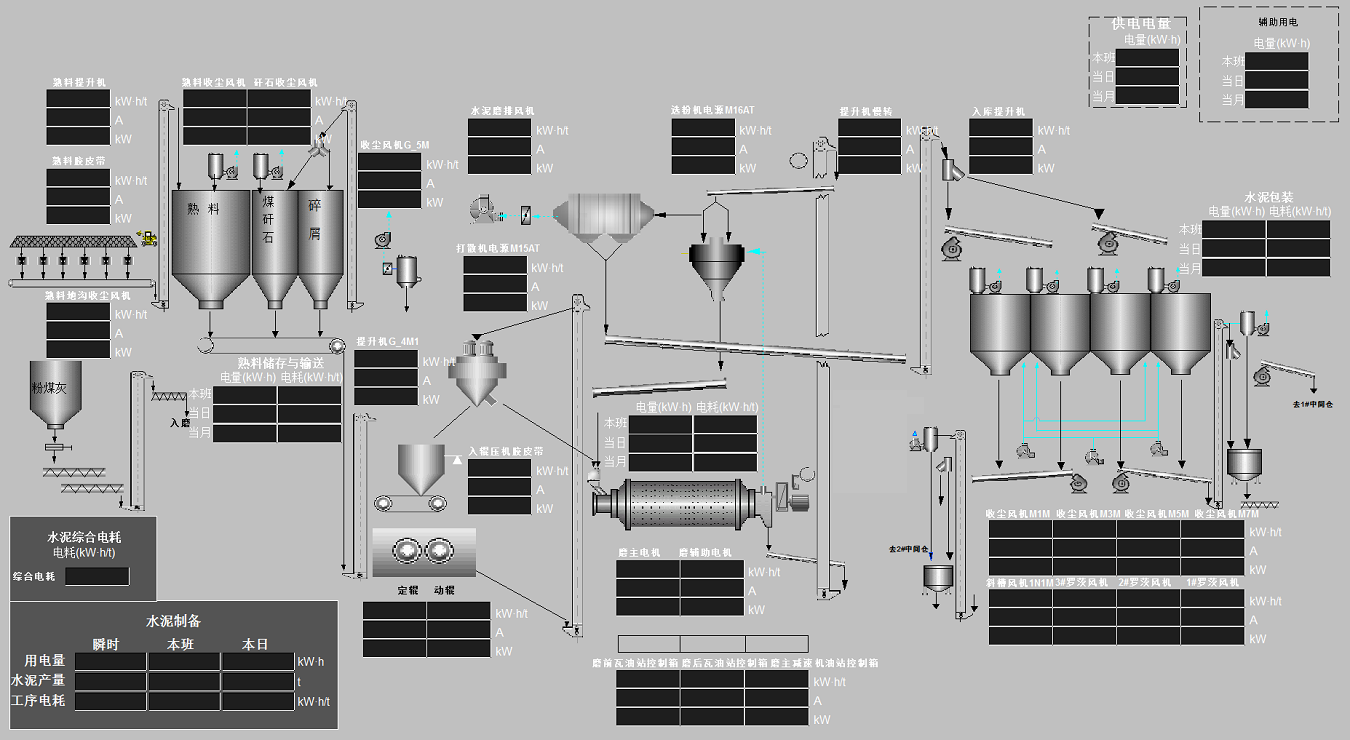 供电电量
电量(kW·h)
本班
当日
当月
辅助用电
电量(kW·h)
本班
当日
当月
熟料提升机
kW·h/t
A
kW
熟料收尘风机 矸石收尘风机
kW·h/t
A
kW
水泥磨排风机
kW·h/t
A
kW
选粉机电源M16AT
kW·h/t
A
kW
提升机慢转
kW·h/t
A
kW
入库提升机
kW·h/t
A
kW
收尘风机G_5M
kW·h/t
A
kW
熟料胶皮带
kW·h/t
A
kW
熟料
煤矸石
碎屑
水泥包装
电量(kW·h) 电耗(kW·h/t)
本班
当日
当月
打散机电源M15AT
kW·h/t
A
kW
熟料地沟收尘风机
kW·h/t
A
kW
提升机G_4M1
kW·h/t
A
kW
熟料储存与输送
电量(kW·h) 电耗(kW·h/t)
本班
当日
当月
粉煤灰
入磨
电量(kW·h) 电耗(kW·h/t)
本班
当日
当月
去1#中间仓
入辊压机胶皮带
kW·h/t
A
kW
水泥综合电耗
电耗(kW·h/t)
综合电耗
收尘风机M1M 收尘风机M3M 收尘风机M5M 收尘风机M7M
kW·h/t
A
kW
去2#中间仓
磨主电机 磨辅助电机
kW·h/t
A
kW
斜槽风机1N1M 3#罗茨风机 2#罗茨风机 1#罗茨风机
kW·h/t
A
kW
定辊 动辊
kW·h/t
A
kW
水泥制备
瞬时 本班 本日
用电量 kW·h
水泥产量 t
工序电耗 kW·h/t
磨前瓦油站控制箱 磨后瓦油站控制箱 磨主减速机油站控制箱
kW·h/t
A
kW